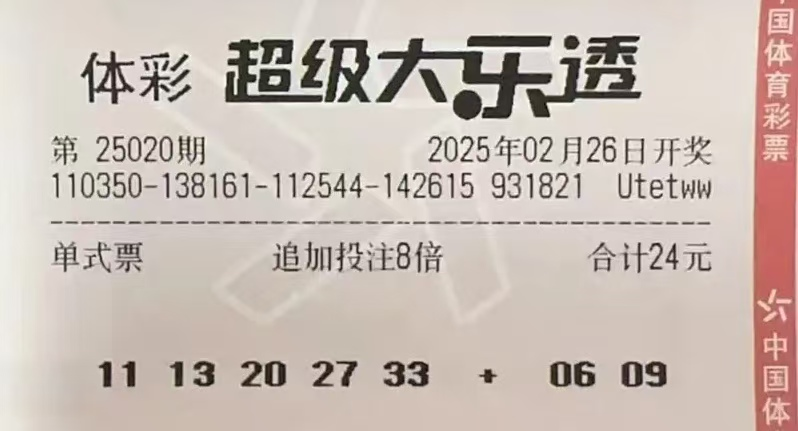 体彩 超级大乐透
第 25020期 2025年02月26日开奖
110350-138161-112544-142615 931821 Utetww
单式票 追加投注8倍 合计24元
11 13 20 27 33 + 06 09
国体育彩票
中国体